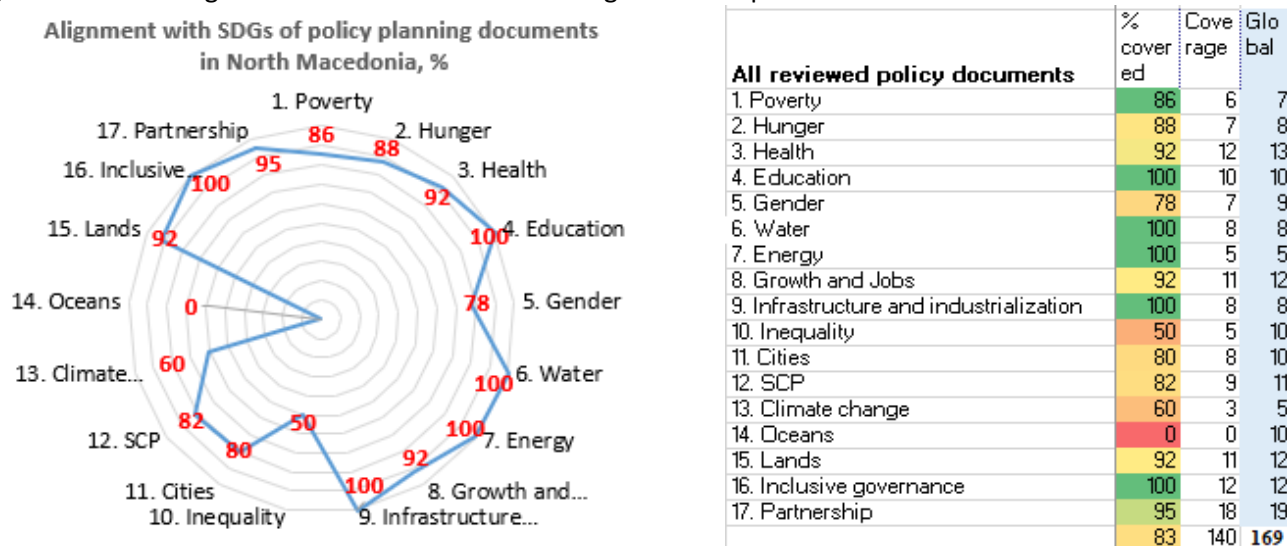 Alignment with SDGs of policy planning documents
in North Macedonia, %
1. Poverty
86
2. Hunger
88
3. Health
92
4. Education
100
5. Gender
78
6. Water
100
7. Energy
100
8. Growth and...
92
9. Infrastructure...
100
10. Inequality
50
11. Cities
80
12. SCP
82
13. Climate...
60
14. Oceans
0
15. Lands
92
16. Inclusive...
100
17. Partnership
95
All reviewed policy documents % cover ed Cove rage Glo bal
1. Poverty 86 6 7
2. Hunger 88 7 8
3. Health 92 12 13
4. Education 100 10 10
5. Gender 78 7 9
6. Water 100 8 8
7. Energy 100 5 5
8. Growth and Jobs 92 11 12
9. Infrastructure and industrialization 100 8 8
10. Inequality 50 5 10
11. Cities 80 8 10
12. SCP 82 9 11
13. Climate change 60 3 5
14. Oceans 0 0 10
15. Lands 92 11 12
16. Inclusive governance 100 12 12
17. Partnership 95 18 19
83 140 169